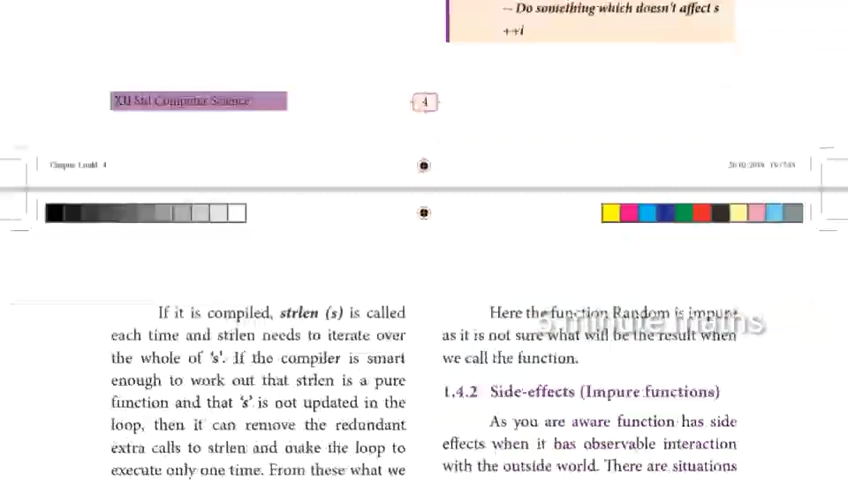 -- Do something which doesn't affect s
++i
XII Std Computer Science
4
If it is compiled, strlen (s) is called
each time and strlen needs to iterate over
the whole of 's'. If the compiler is smart
enough to work out that strlen is a pure
function and that 's' is not updated in the
loop, then it can remove the redundant
extra calls to strlen and make the loop to
execute only one time. From these what we
Here the function Random is impure
as it is not sure what will be the result when
we call the function.
5 minute maths
1.4.2 Side-effects (Impure functions)
As you are aware function has side
effects when it has observable interaction
with the outside world. There are situations